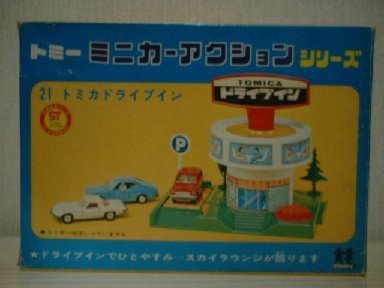 トミー ミニカーアクション シリーズ
21 トミカドライブイン
ST
TOMICA
ドライブイン
P
★ドライブインでひとやすみ…スカイラウンジが廻ります
TOMY